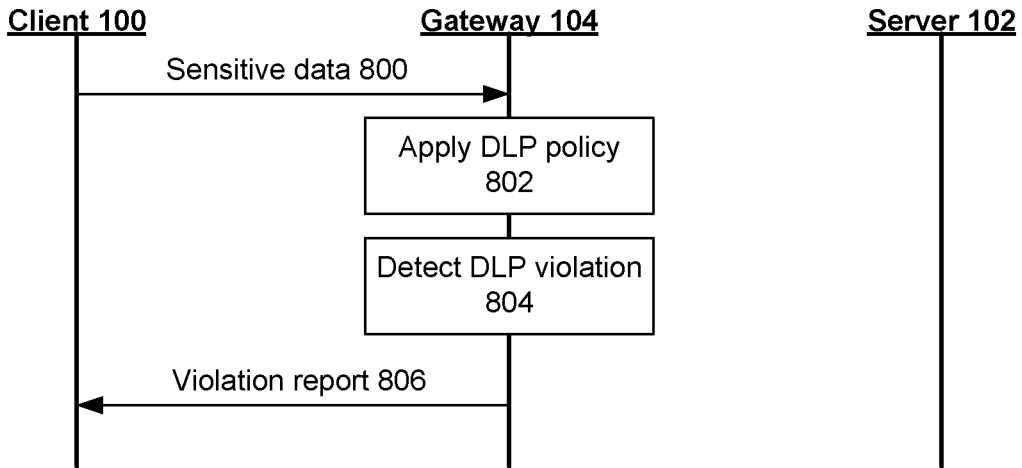 Client 100
Gateway 104
Server 102
Sensitive data 800
Apply DLP policy
802
Detect DLP violation
804
Violation report 806